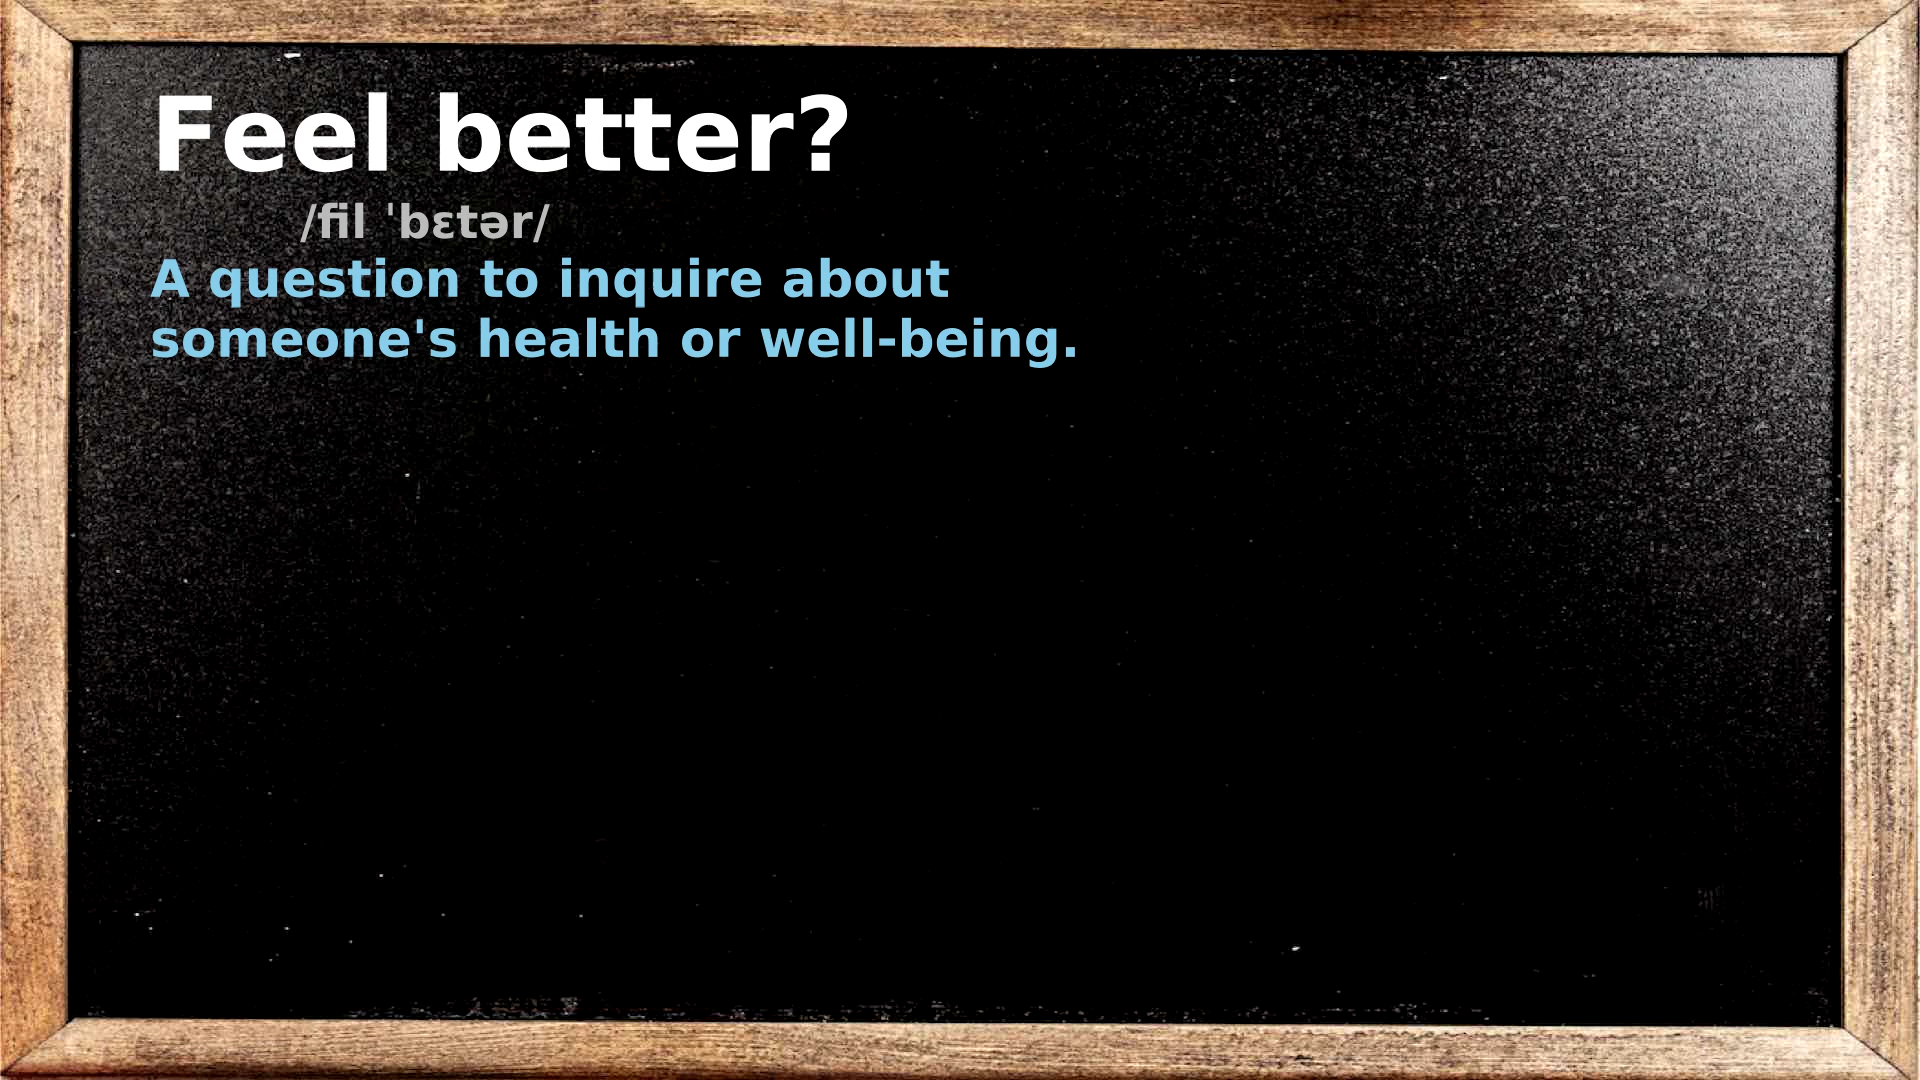 Feel better?
/fil ˈbɛtər/
A question to inquire about
someone's health or well-being.